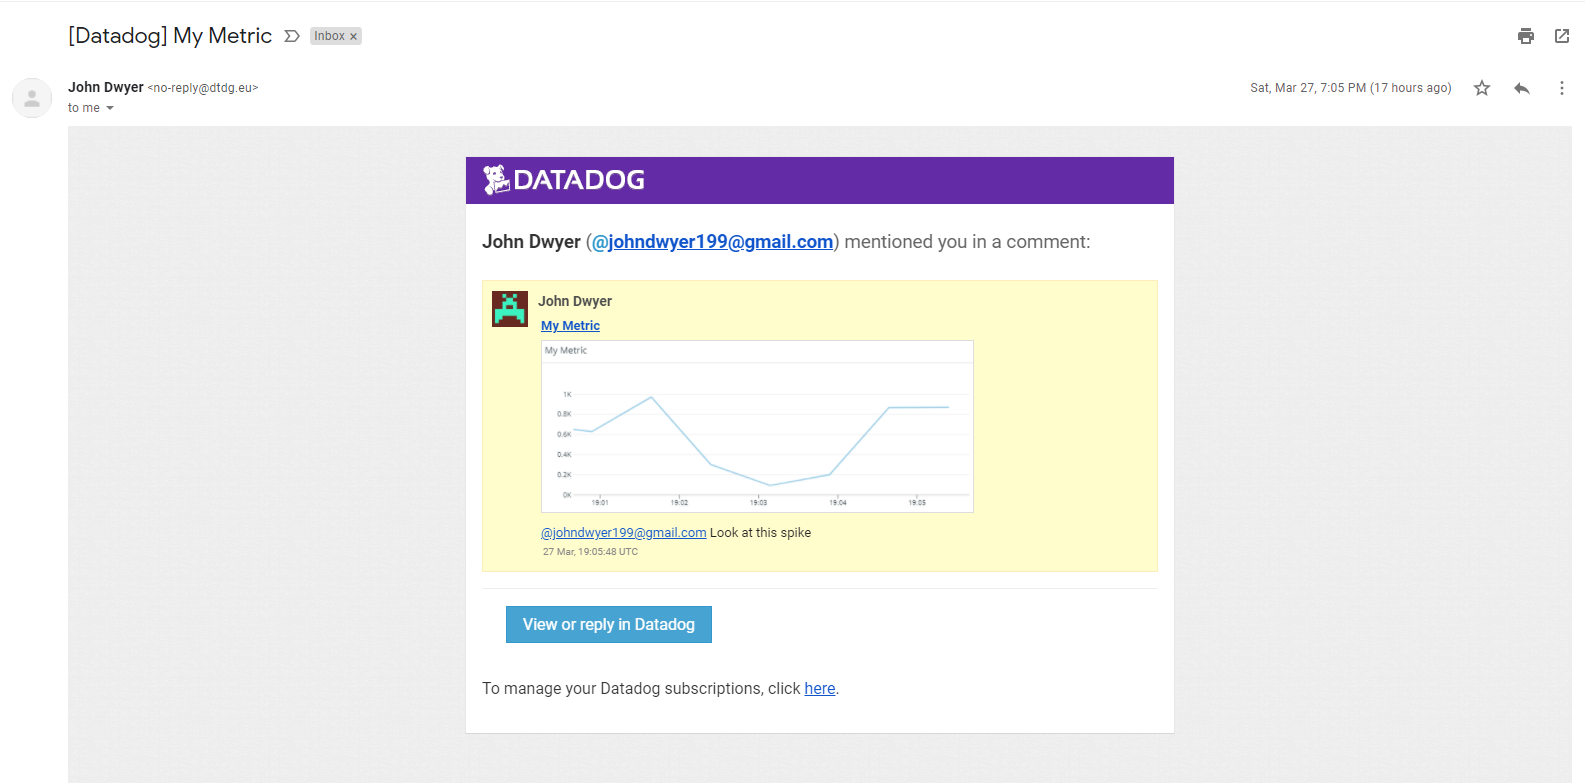 [Datadog] My Metric Inbox ×
John Dwyer <no-reply@dtdg.eu> Sat, Mar 27, 7:05 PM (17 hours ago)
to me
DATADOG
John Dwyer (@johndwyer199@gmail.com) mentioned you in a comment:
John Dwyer
My Metric
My Metric
1K
0.8K
0.6K
0.4K
0.2K
0K
19:01 19:02 19:03 19:04 19:05
@johndwyer199@gmail.com Look at this spike
27 Mar, 19:05:48 UTC
View or reply in Datadog
To manage your Datadog subscriptions, click here.